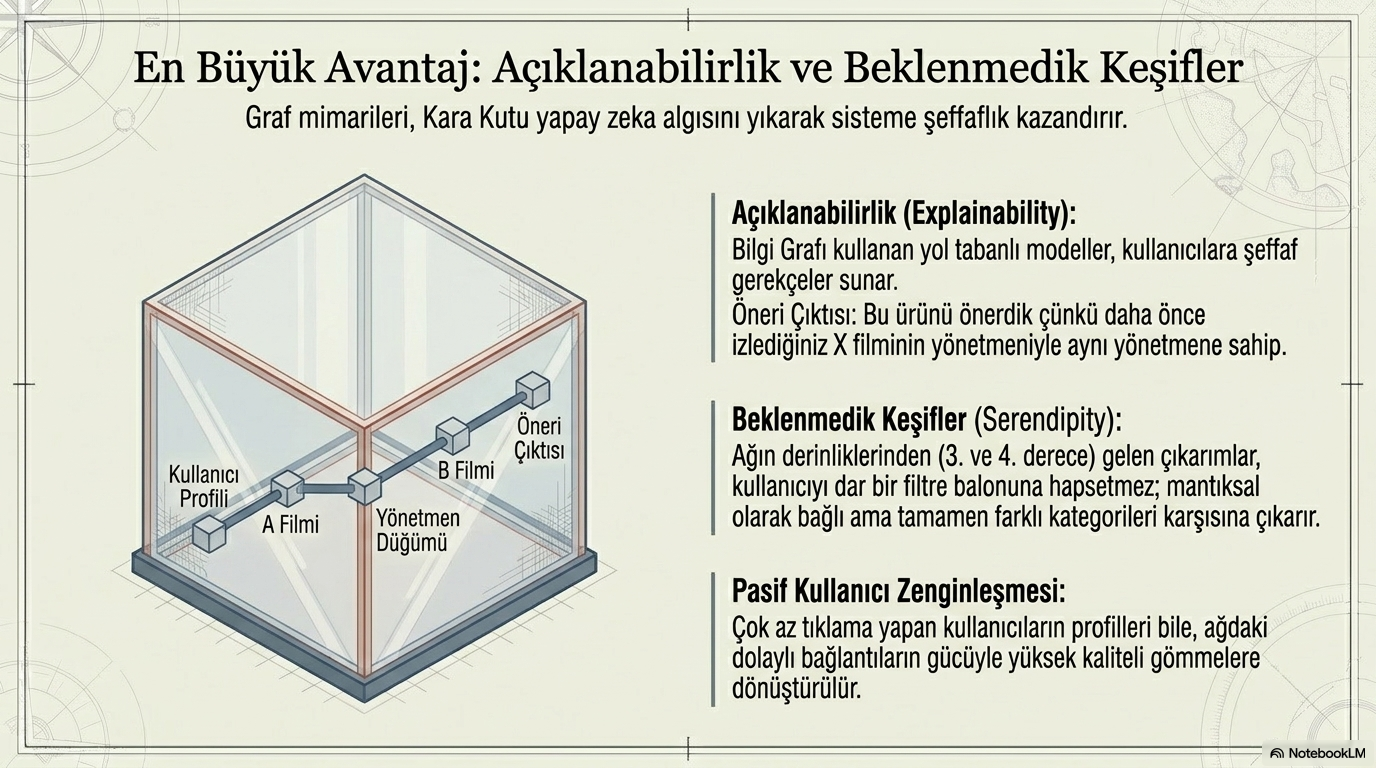 En Büyük Avantaj: Açıklanabilirlik ve Beklenmedik Keşifler
Graf mimarileri, Kara Kutu yapay zeka algısını yıkarak sisteme şeffaflık kazandırır.
Kullanıcı
Profili
A Filmi
Yönetmen
Düğümü
B Filmi
Öneri
Çıktısı
Açıklanabilirlik (Explainability):
Bilgi Grafı kullanan yol tabanlı modeller, kullanıcılara şeffaf
gerekçeler sunar.
Öneri Çıktısı: Bu ürünü önerdik çünkü daha önce
izlediğiniz X filminin yönetmeniyle aynı yönetmene sahip.
Beklenmedik Keşifler (Serendipity):
Ağın derinliklerinden (3. ve 4. derece) gelen çıkarımlar,
kullanıcıyı dar bir filtre balonuna hapsetmez; mantıksal
olarak bağlı ama tamamen farklı kategorileri karşısına çıkarır.
Pasif Kullanıcı Zenginleşmesi:
Çok az tıklama yapan kullanıcıların profilleri bile, ağdaki
dolaylı bağlantıların gücüyle yüksek kaliteli gömmelere
dönüştürülür.
NotebookLM